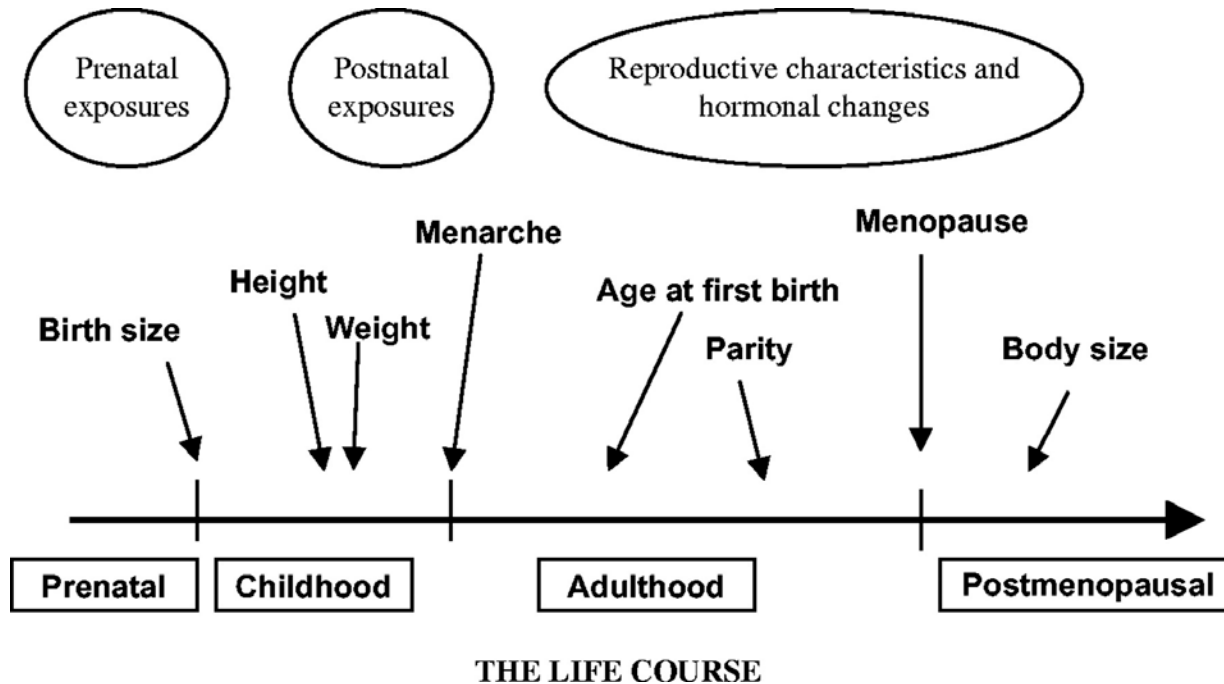 Prenatal
exposures
Postnatal
exposures
Reproductive characteristics and
hormonal changes
Menarche
Menopause
Height
Age at first birth
Birth size
Weight
Parity
Body size
Prenatal
Childhood
Adulthood
Postmenopausal
THE LIFE COURSE